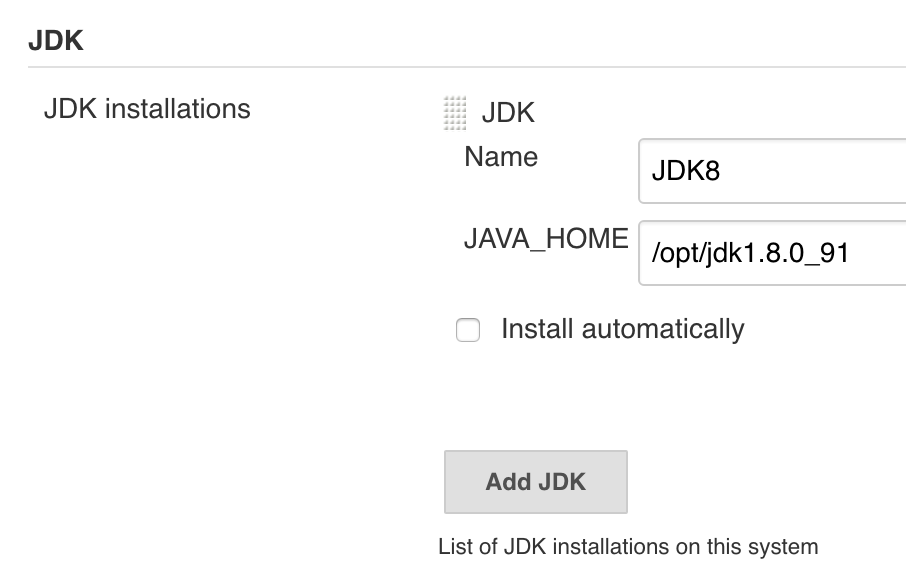 JDK
JDK installations
JDK
Name
JDK8
JAVA_HOME
/opt/jdk1.8.0_91
Install automatically
Add JDK
List of JDK installations on this system